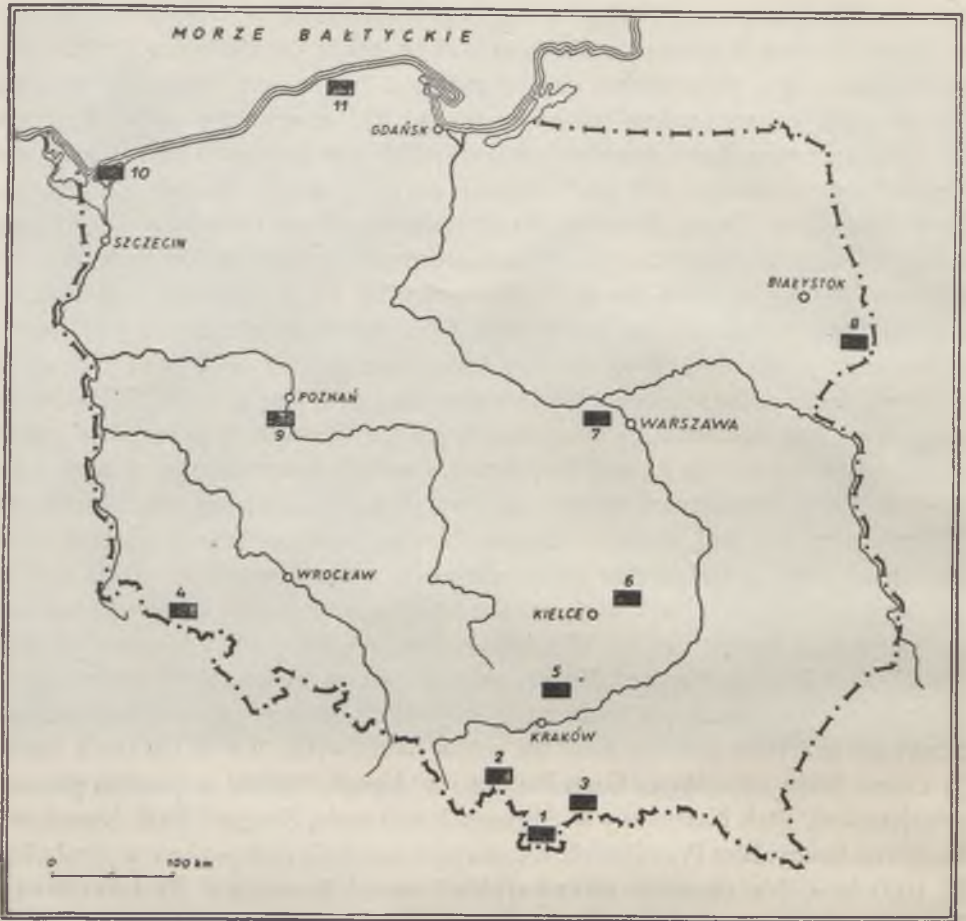 MORZE BAŁTYCKIE
11
GDAŃSK
10
SZCZECIN
BIAŁYSTOK
8
POZNAŃ
9
7
WARSZAWA
WROCŁAW
4
6
KIELCE
5
KRAKÓW
2
3
1
0 100 km